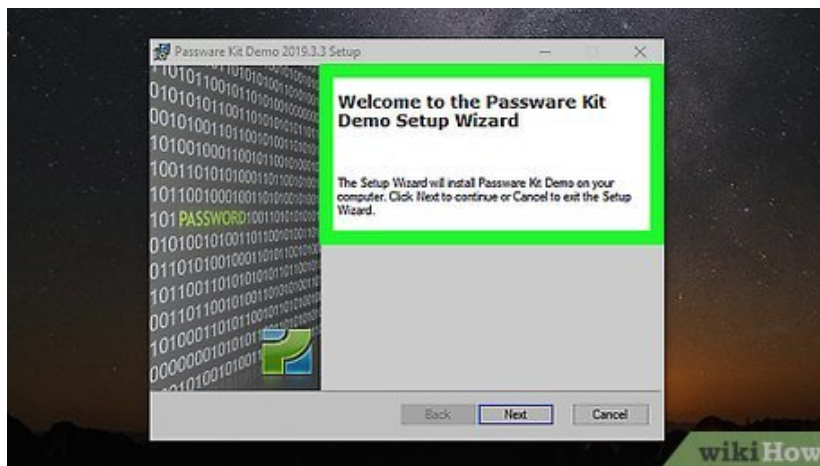 Passware Kit Demo 2019.3.3 Setup
Welcome to the Passware Kit
Demo Setup Wizard
The Setup Wizard will install Passware Kit Demo on your
computer. Click Next to continue or Cancel to exit the Setup
Wizard.
PASSWORD
Back
Next
Cancel
wikiHow